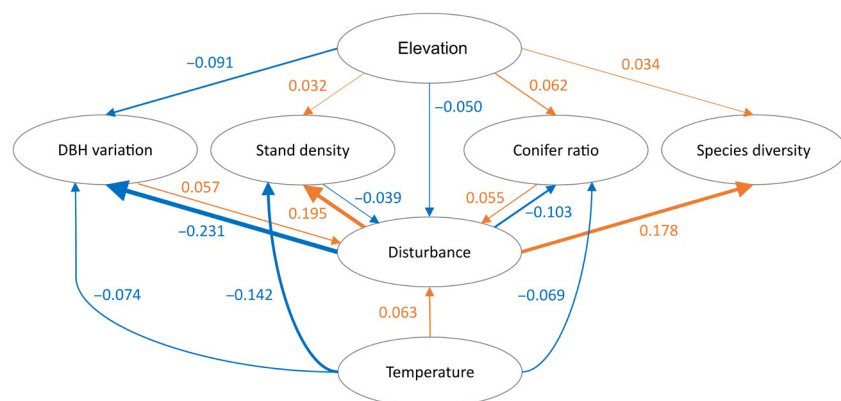 Elevation
−0.091
0.032
−0.050
0.062
0.034
DBH variation
Stand density
Conifer ratio
Species diversity
0.057
−0.039
0.055
0.195
−0.103
−0.231
0.178
Disturbance
−0.074
−0.142
0.063
−0.069
Temperature